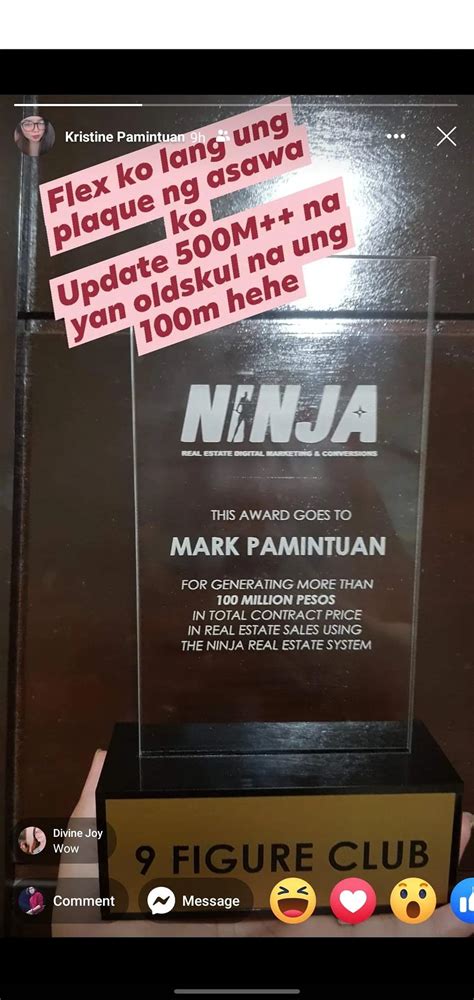 Kristine Pamintuan 9h
Flex ko lang ung
plaque ng asawa
ko
Update 500M++ na
yan oldskul na ung
100m hehe
NINJA
REAL ESTATE DIGITAL MARKETING & CONVERSIONS
THIS AWARD GOES TO
MARK PAMINTUAN
FOR GENERATING MORE THAN
100 MILLION PESOS
IN TOTAL CONTRACT PRICE
IN REAL ESTATE SALES USING
THE NINJA REAL ESTATE SYSTEM
9 FIGURE CLUB
Divine Joy
Wow
Comment
Message